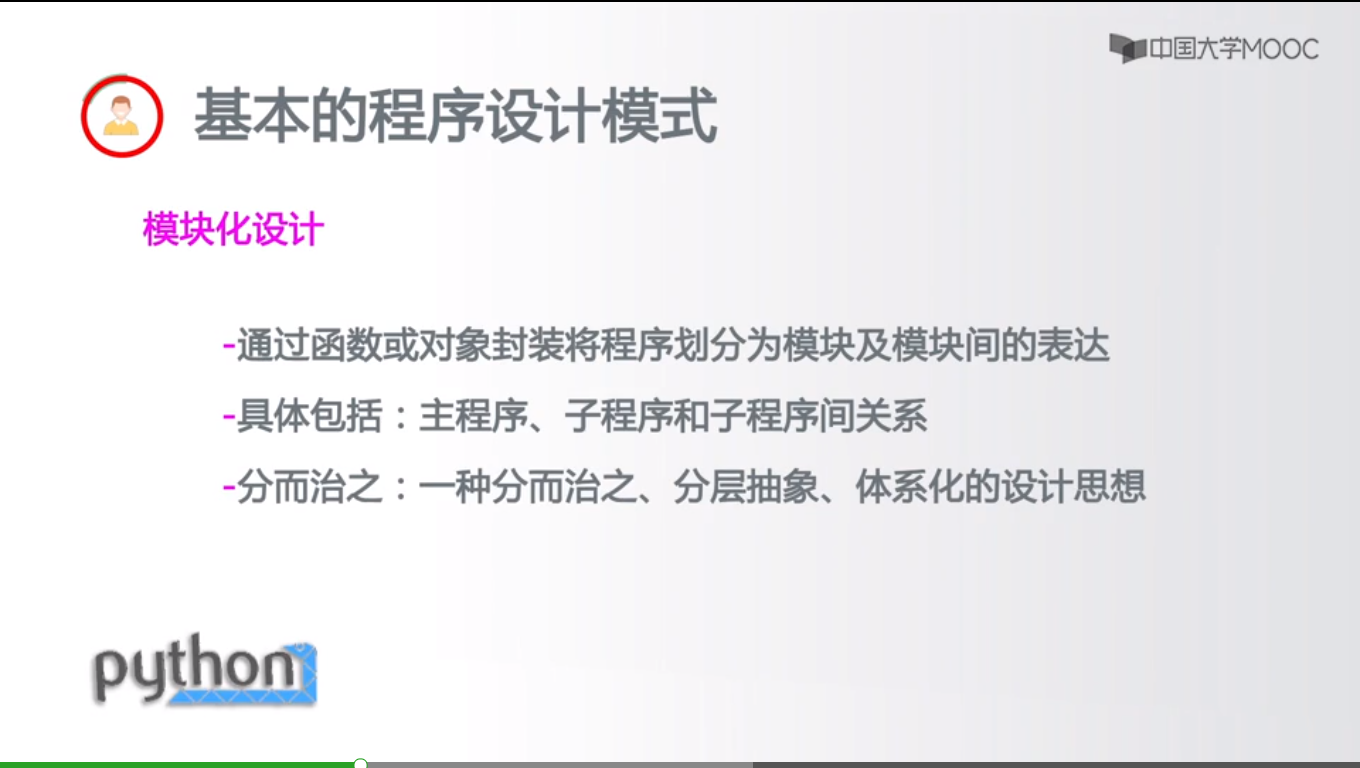 中国大学MOOC
基本的程序设计模式
模块化设计
-通过函数或对象封装将程序划分为模块及模块间的表达
-具体包括：主程序、子程序和子程序间关系
-分而治之：一种分而治之、分层抽象、体系化的设计思想
python